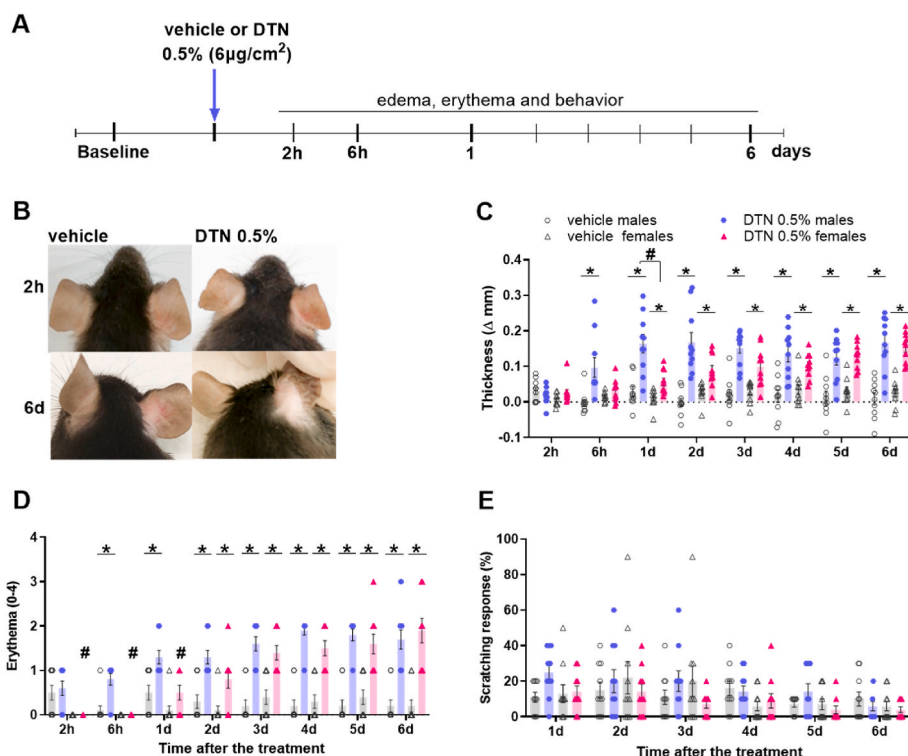 A
vehicle or DTN
0.5% (6µg/cm²)
edema, erythema and behavior
Baseline
2h
6h
1
6
days
B
vehicle
DTN 0.5%
2h
6d
C
vehicle males
DTN 0.5% males
vehicle females
DTN 0.5% females
Thickness (Δ mm)
0.4
0.3
0.2
0.1
0.0
-0.1
* * # * * * * * * * * * * *
2h 6h 1d 2d 3d 4d 5d 6d
D
Erythema (0-4)
4
3
2
1
0
* * * * * * * * * * * *
# # #
2h 6h 1d 2d 3d 4d 5d 6d
Time after the treatment
E
Scratching response (%)
100
80
60
40
20
0
1d 2d 3d 4d 5d 6d
Time after the treatment